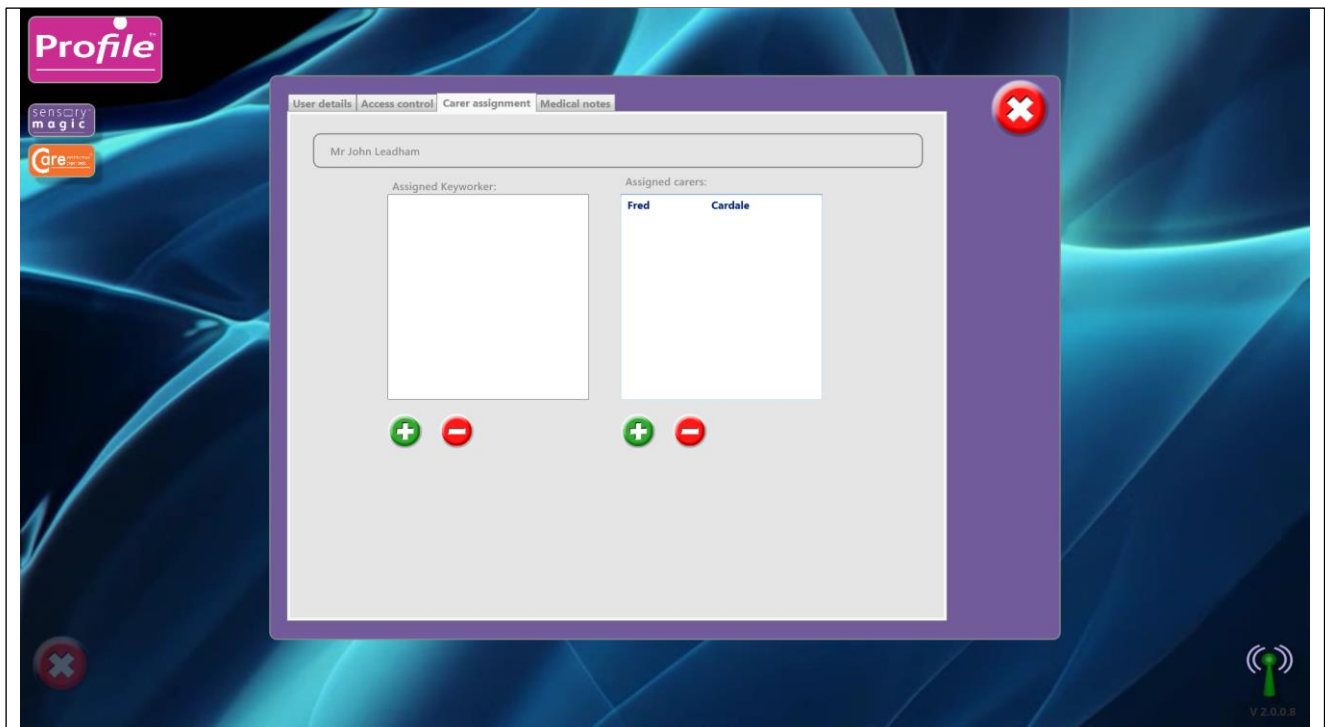 Profile
User details Access control Carer assignment Medical notes
sensory
magic
Care
Mr John Leadham
Assigned Keyworker:
Assigned carers:
Fred Cardale
V 2.0.0.8